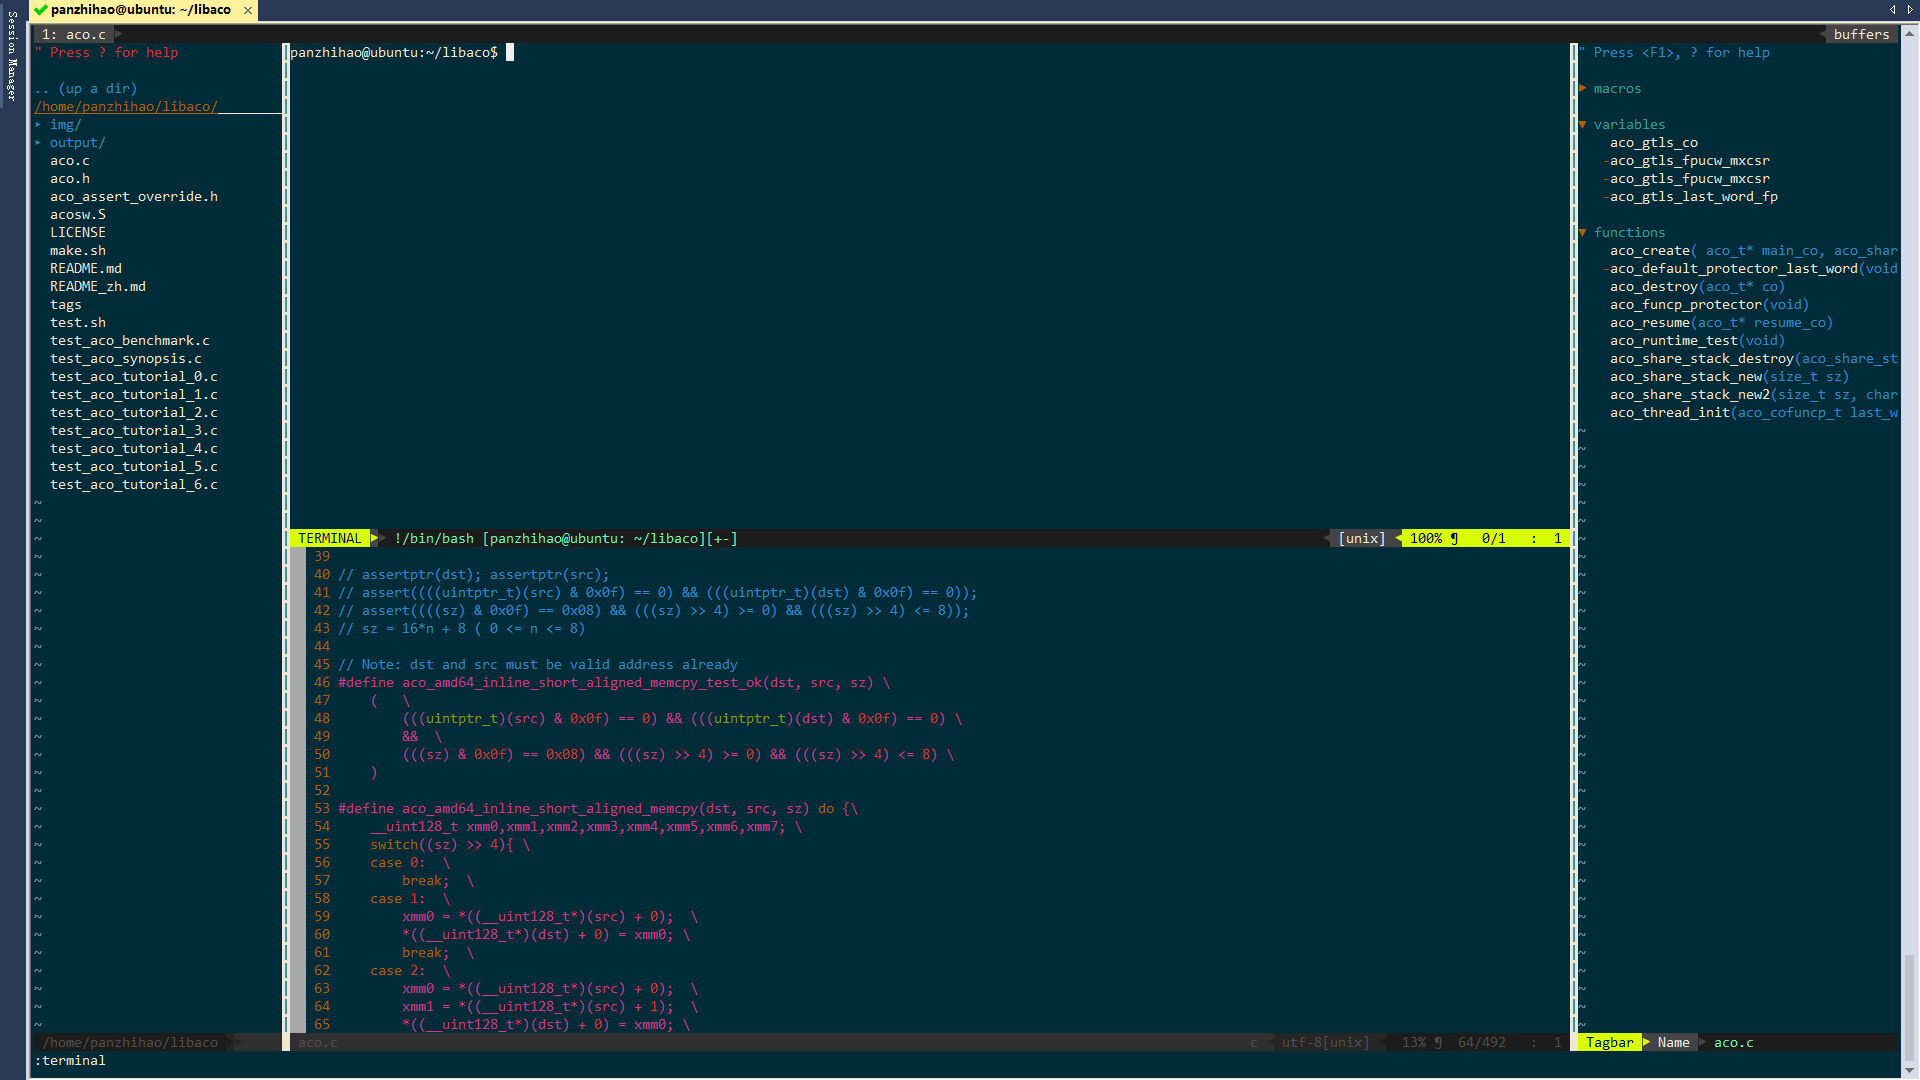 Session Manager
panzhihao@ubuntu: ~/libaco ×
1: aco.c
buffers
" Press ? for help
.. (up a dir)
/home/panzhihao/libaco/
▸ img/
▸ output/
aco.c
aco.h
aco_assert_override.h
acosw.S
LICENSE
make.sh
README.md
README_zh.md
tags
test.sh
test_aco_benchmark.c
test_aco_synopsis.c
test_aco_tutorial_0.c
test_aco_tutorial_1.c
test_aco_tutorial_2.c
test_aco_tutorial_3.c
test_aco_tutorial_4.c
test_aco_tutorial_5.c
test_aco_tutorial_6.c
/home/panzhihao/libaco
panzhihao@ubuntu:~/libaco$
TERMINAL !/bin/bash [panzhihao@ubuntu: ~/libaco][+-] [unix] 100% ¶ 0/1 : 1
39
40 // assertptr(dst); assertptr(src);
41 // assert((((uintptr_t)(src) & 0x0f) == 0) && (((uintptr_t)(dst) & 0x0f) == 0));
42 // assert((((sz) & 0x0f) == 0x08) && (((sz) >> 4) >= 0) && (((sz) >> 4) <= 8));
43 // sz = 16*n + 8 ( 0 <= n <= 8)
44
45 // Note: dst and src must be valid address already
46 #define aco_amd64_inline_short_aligned_memcpy_test_ok(dst, src, sz) \
47     (   \
48         (((uintptr_t)(src) & 0x0f) == 0) && (((uintptr_t)(dst) & 0x0f) == 0) \
49         &&  \
50         (((sz) & 0x0f) == 0x08) && (((sz) >> 4) >= 0) && (((sz) >> 4) <= 8) \
51     )
52
53 #define aco_amd64_inline_short_aligned_memcpy(dst, src, sz) do {\
54     __uint128_t xmm0,xmm1,xmm2,xmm3,xmm4,xmm5,xmm6,xmm7; \
55     switch((sz) >> 4){ \
56     case 0:  \
57         break;  \
58     case 1:  \
59         xmm0 = *((__uint128_t*)(src) + 0);  \
60         *((__uint128_t*)(dst) + 0) = xmm0; \
61         break;  \
62     case 2:  \
63         xmm0 = *((__uint128_t*)(src) + 0);  \
64         xmm1 = *((__uint128_t*)(src) + 1);  \
65         *((__uint128_t*)(dst) + 0) = xmm0; \
aco.c c utf-8[unix] 13% ¶ 64/492 : 1
" Press <F1>, ? for help
▸ macros
▼ variables
aco_gtls_co
-aco_gtls_fpucw_mxcsr
-aco_gtls_fpucw_mxcsr
-aco_gtls_last_word_fp
▼ functions
aco_create( aco_t* main_co, aco_shar
-aco_default_protector_last_word(void
aco_destroy(aco_t* co)
aco_funcp_protector(void)
aco_resume(aco_t* resume_co)
aco_runtime_test(void)
aco_share_stack_destroy(aco_share_st
aco_share_stack_new(size_t sz)
aco_share_stack_new2(size_t sz, char
aco_thread_init(aco_cofuncp_t last_w
Tagbar Name aco.c
:terminal